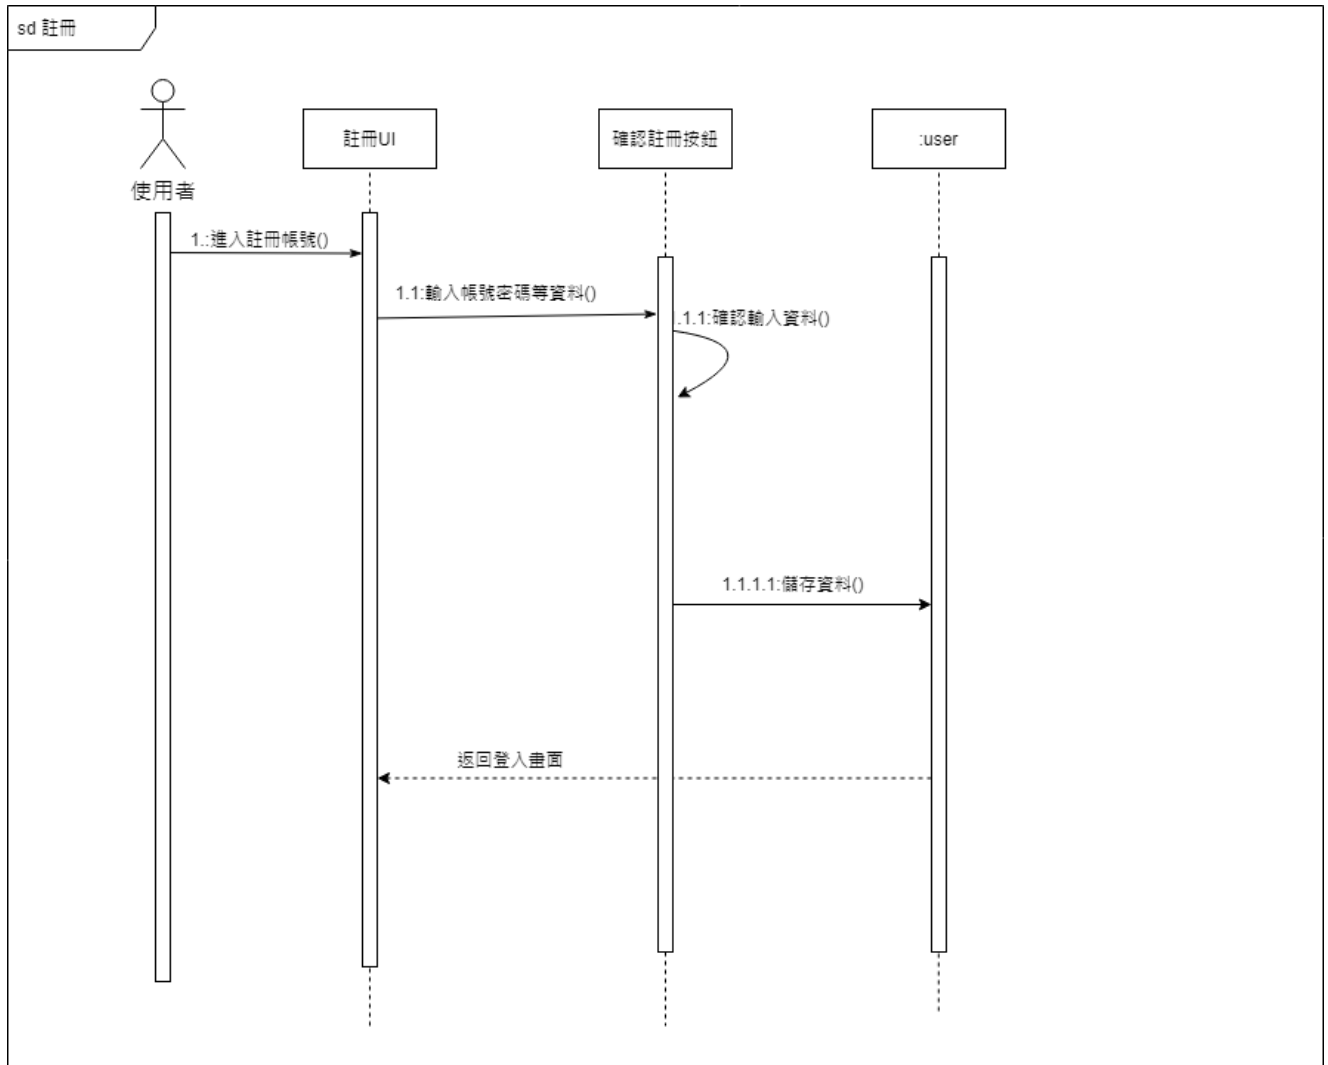 sd 註冊
使用者
註冊UI
確認註冊按鈕
:user
1.:進入註冊帳號()
1.1:輸入帳號密碼等資料()
.1.1:確認輸入資料()
1.1.1.1:儲存資料()
返回登入畫面